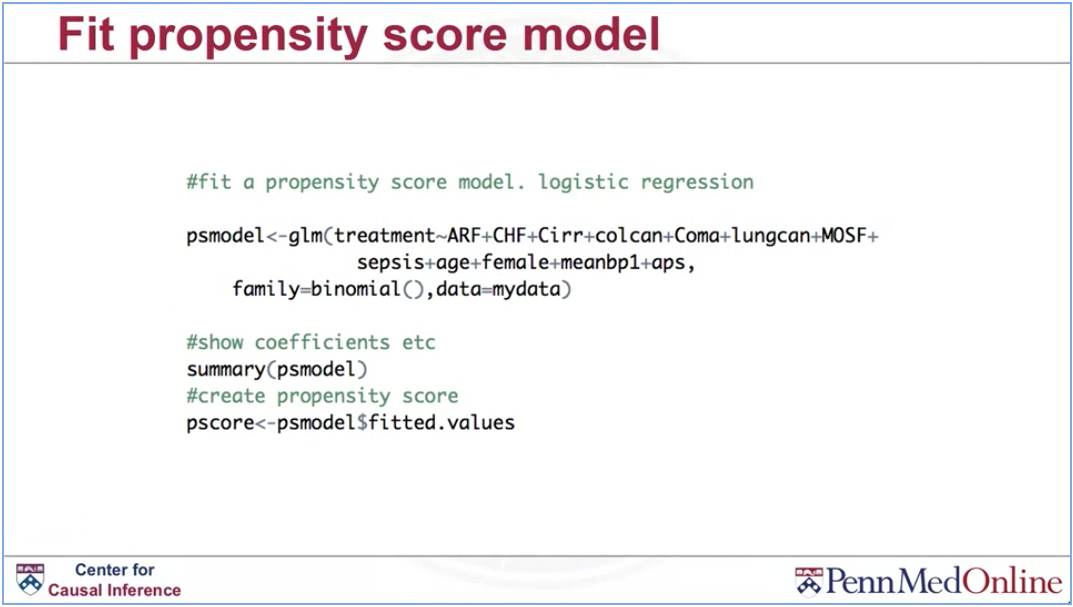 Fit propensity score model
#fit a propensity score model. logistic regression
psmodel<-glm(treatment~ARF+CHF+Cirr+colcan+Coma+lungcan+MOSF+
sepsis+age+female+meanbp1+aps,
family=binomial(),data=mydata)
#show coefficients etc
summary(psmodel)
#create propensity score
pscore<-psmodel$fitted.values
Center for
Causal Inference
PennMedOnline